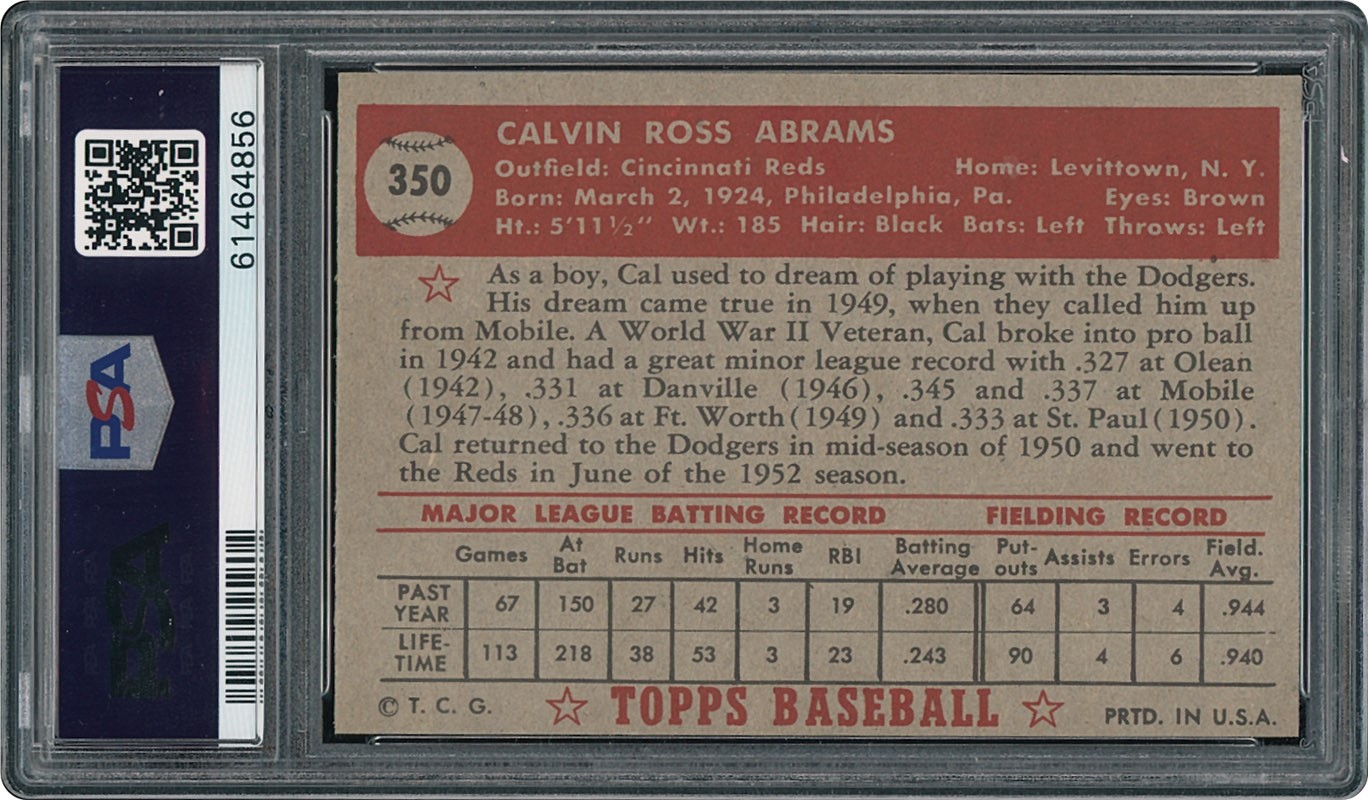 61464856
PSA
PSA
350
CALVIN ROSS ABRAMS
Outfield: Cincinnati Reds Home: Levittown, N. Y.
Born: March 2, 1924, Philadelphia, Pa. Eyes: Brown
Ht.: 5'11½" Wt.: 185 Hair: Black Bats: Left Throws: Left
As a boy, Cal used to dream of playing with the Dodgers.
His dream came true in 1949, when they called him up
from Mobile. A World War II Veteran, Cal broke into pro ball
in 1942 and had a great minor league record with .327 at Olean
(1942), .331 at Danville (1946), .345 and .337 at Mobile
(1947-48), .336 at Ft. Worth (1949) and .333 at St. Paul (1950).
Cal returned to the Dodgers in mid-season of 1950 and went to
the Reds in June of the 1952 season.
MAJOR LEAGUE BATTING RECORD FIELDING RECORD
Games At Bat Runs Hits Home Runs RBI Batting Average Put-outs Assists Errors Field. Avg.
PAST YEAR 67 150 27 42 3 19 .280 64 3 4 .944
LIFE-TIME 113 218 38 53 3 23 .243 90 4 6 .940
© T. C. G. TOPPS BASEBALL PRTD. IN U.S.A.